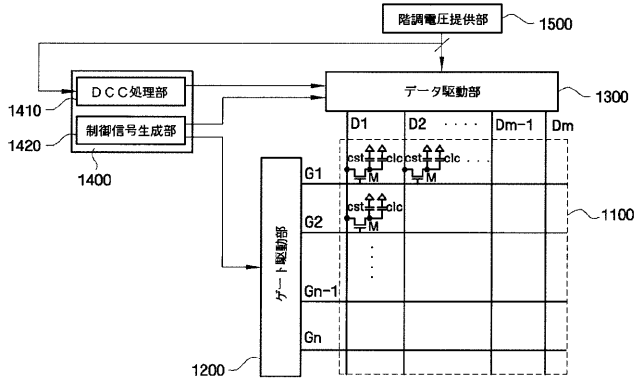 階調電圧提供部
1500
DCC処理部
1410
制御信号生成部
1420
1400
データ駆動部
1300
D1
D2
· · · ·
Dm-1
Dm
cst
clc
cst
clc
· · · ·
G1
M
M
cst
clc
G2
M
1100
ゲート駆動部
Gn-1
Gn
1200